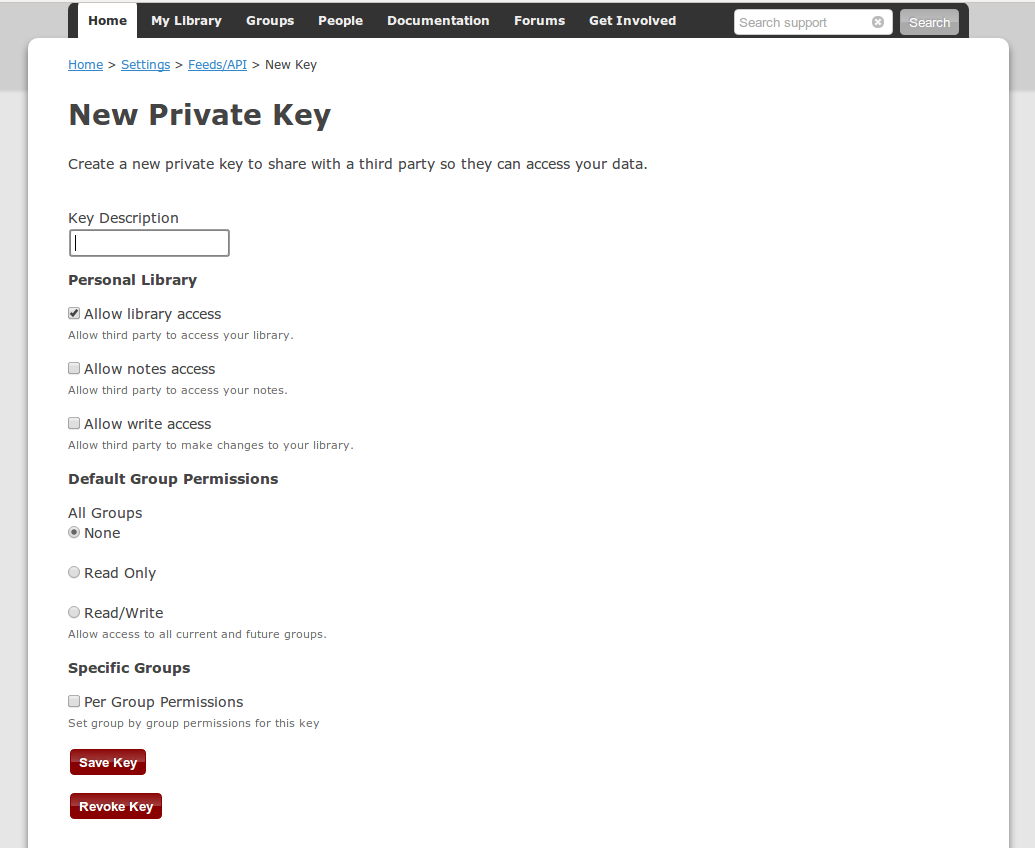 Home My Library Groups People Documentation Forums Get Involved Search support Search
Home > Settings > Feeds/API > New Key
New Private Key
Create a new private key to share with a third party so they can access your data.
Key Description
Personal Library
Allow library access
Allow third party to access your library.
Allow notes access
Allow third party to access your notes.
Allow write access
Allow third party to make changes to your library.
Default Group Permissions
All Groups
None
Read Only
Read/Write
Allow access to all current and future groups.
Specific Groups
Per Group Permissions
Set group by group permissions for this key
Save Key
Revoke Key